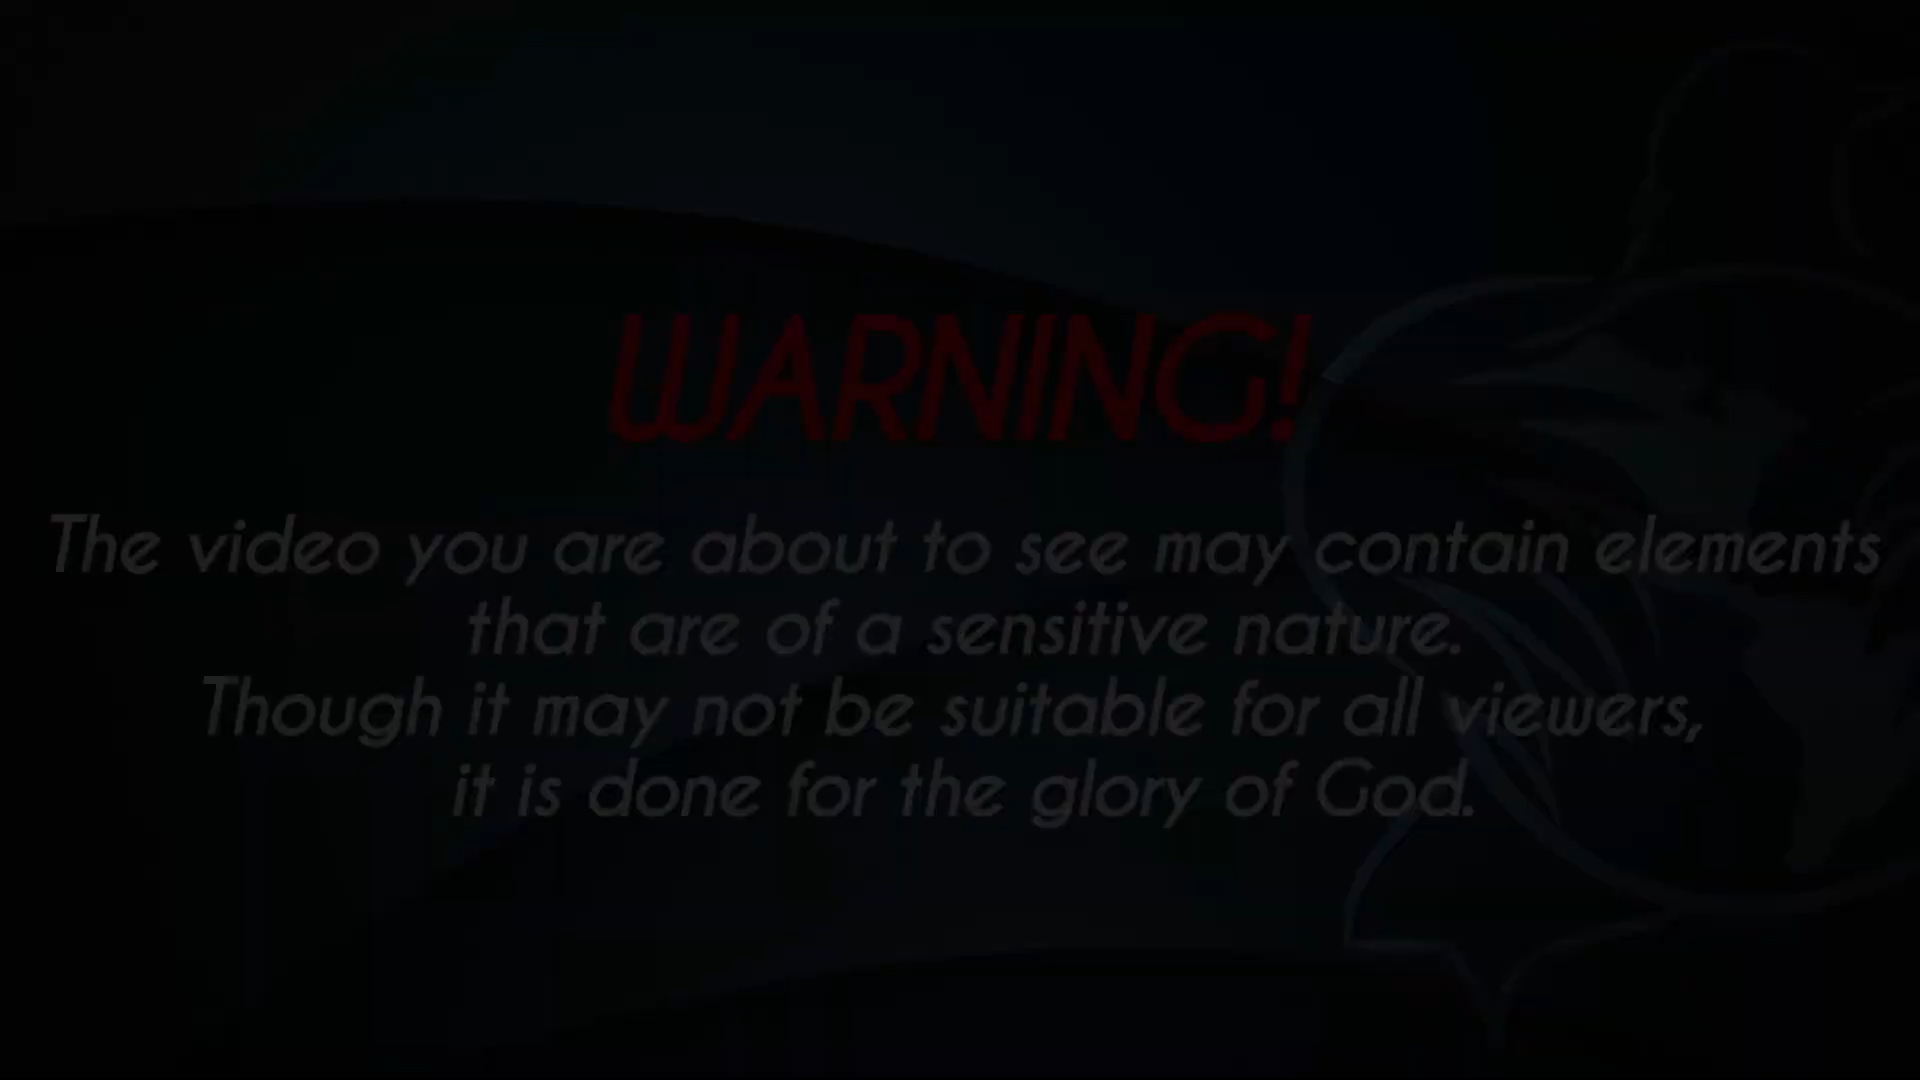 WARNING!
The video you are about to see may contain elements
that are of a sensitive nature.
Though it may not be suitable for all viewers,
it is done for the glory of God.